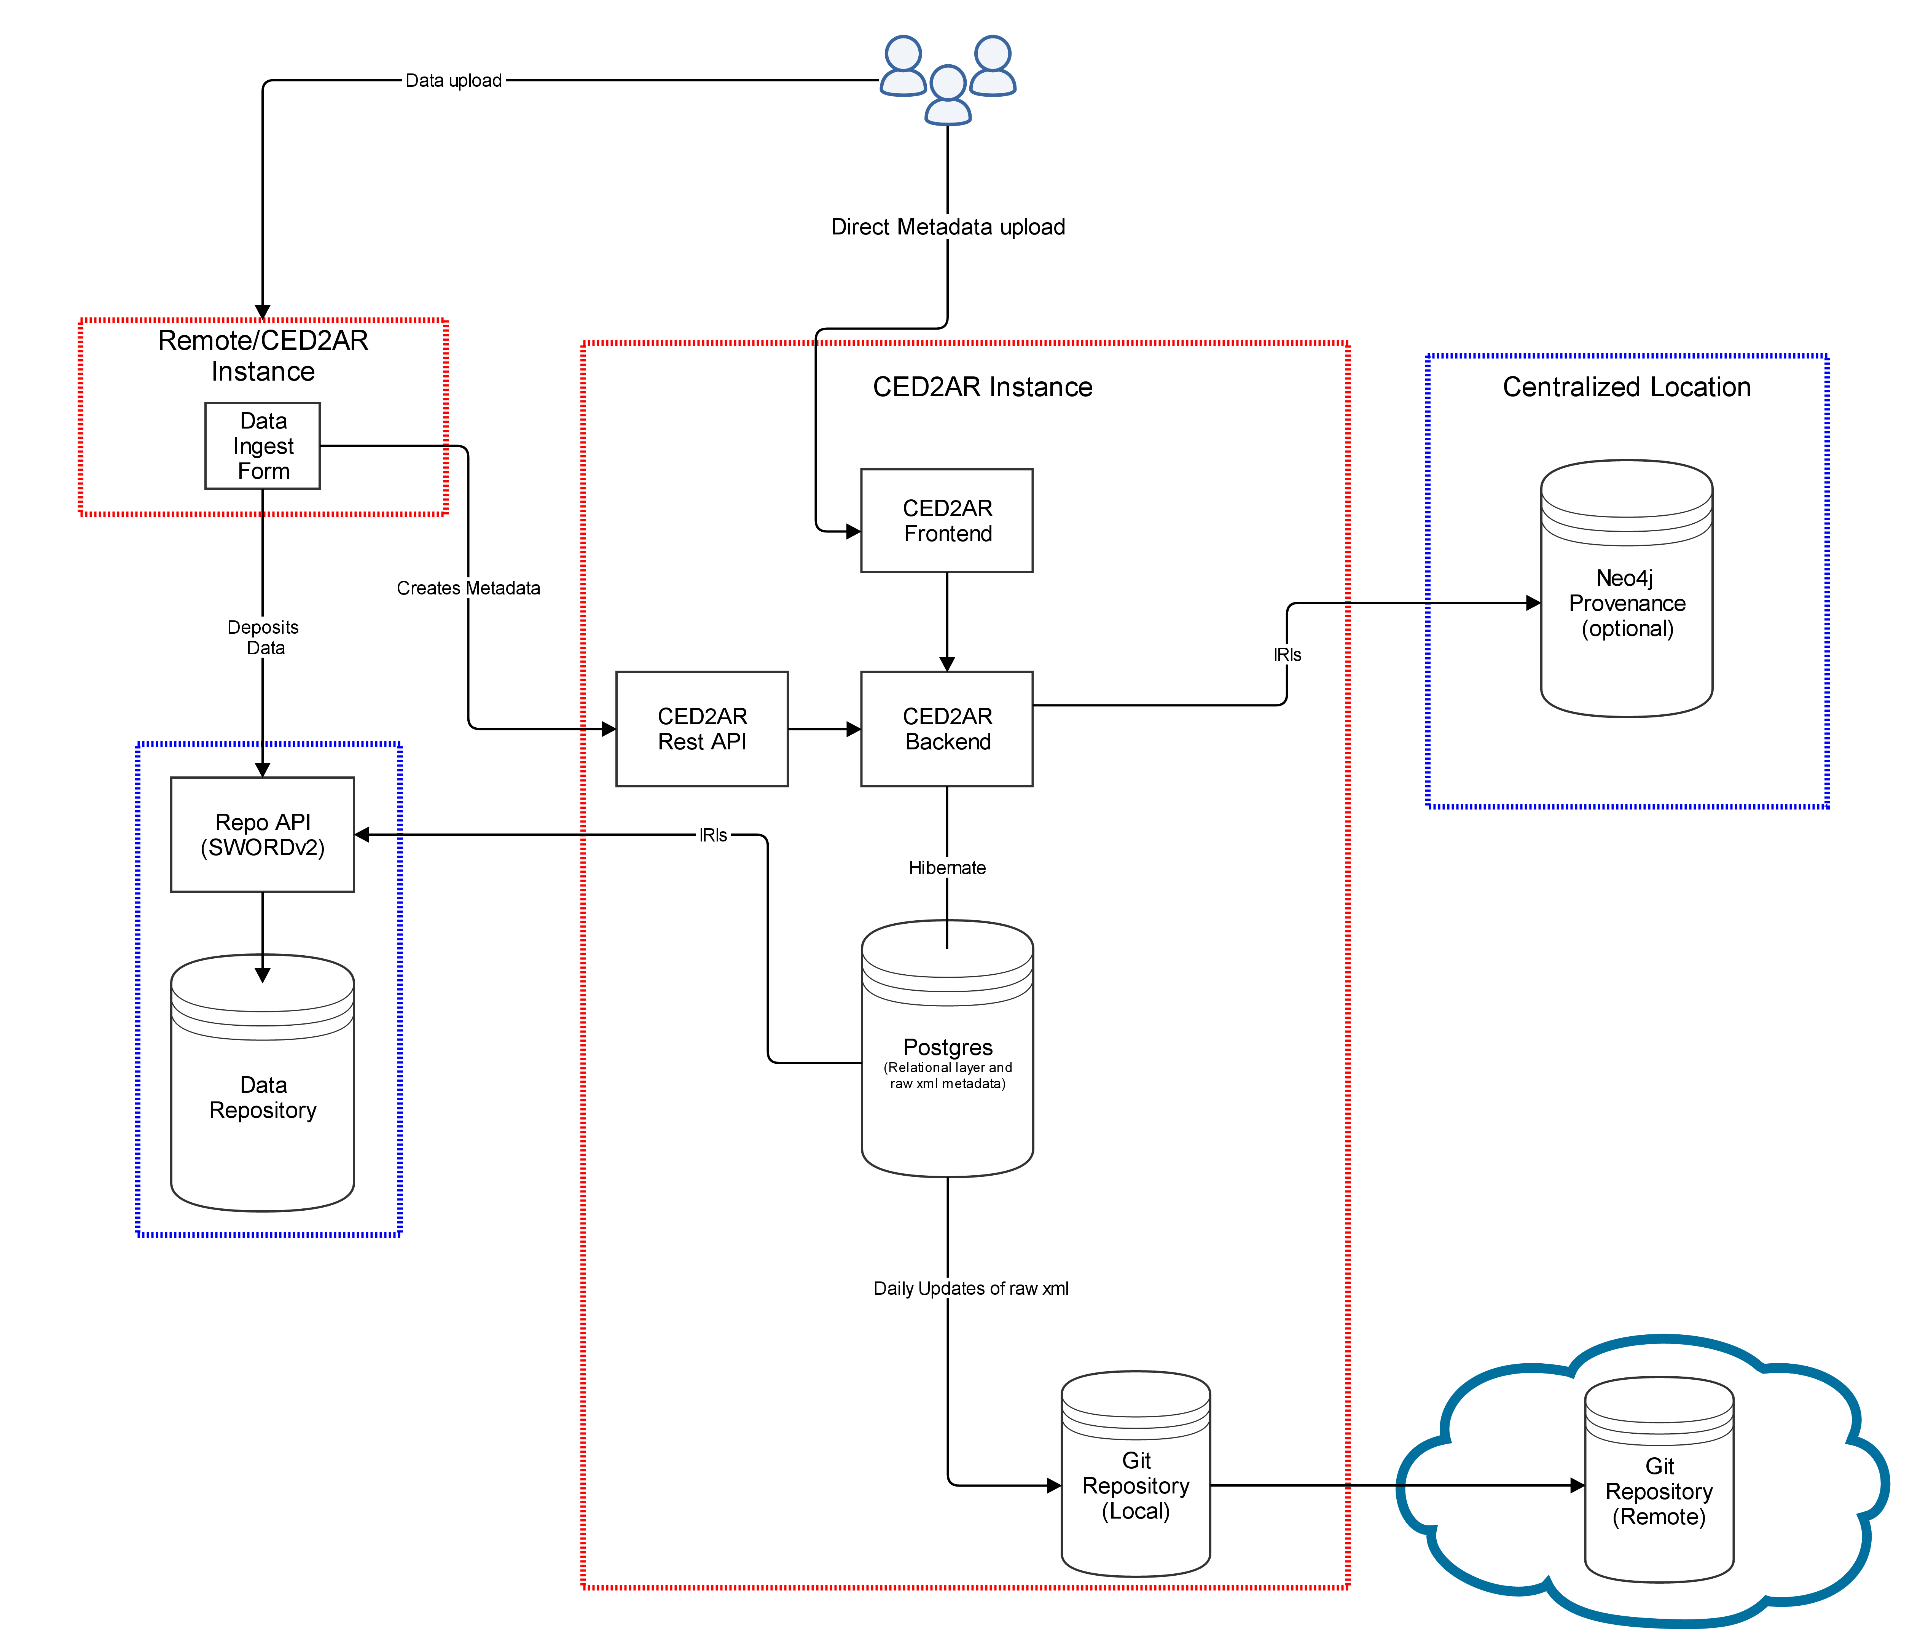 Data upload
Direct Metadata upload
Remote/CED2AR
Instance
Data
Ingest
Form
CED2AR Instance
Centralized Location
CED2AR
Frontend
Neo4j
Provenance
(optional)
Creates Metadata
Deposits
Data
IRIs
CED2AR
Rest API
CED2AR
Backend
Repo API
(SWORDv2)
IRIs
Hibernate
Postgres
(Relational layer and
raw xml metadata)
Data
Repository
Daily Updates of raw xml
Git
Repository
(Local)
Git
Repository
(Remote)